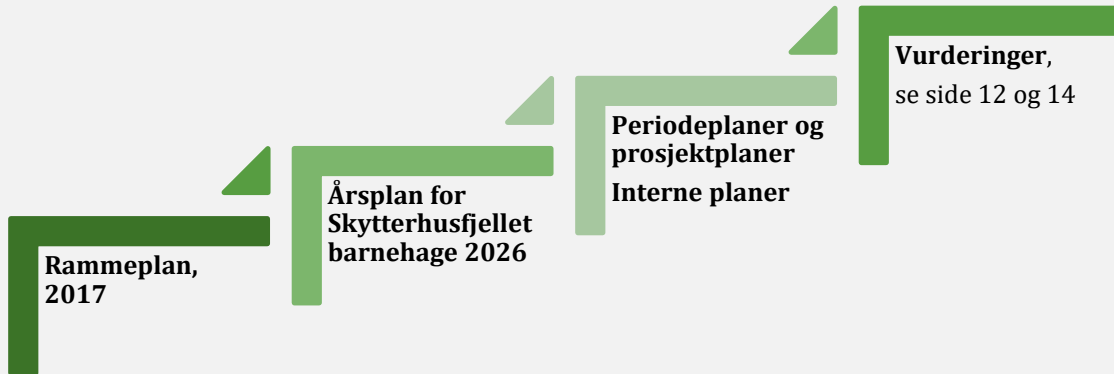 Rammeplan,
2017
Årsplan for
Skytterhusfjellet
barnehage 2026
Periodeplaner og
prosjektplaner
Interne planer
Vurderinger,
se side 12 og 14